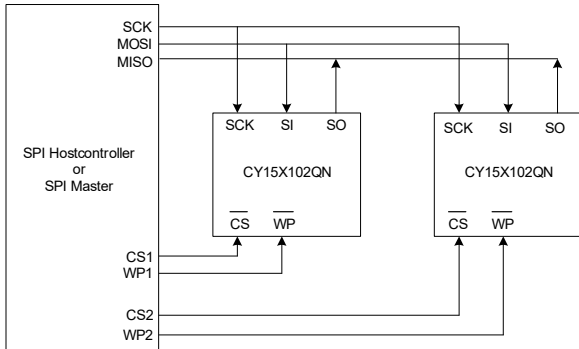 SCK
MOSI
MISO
SCK SI SO
SCK SI SO
SPI Hostcontroller
or
SPI Master
CY15X102QN
CY15X102QN
CS WP
CS WP
CS1
WP1
CS2
WP2